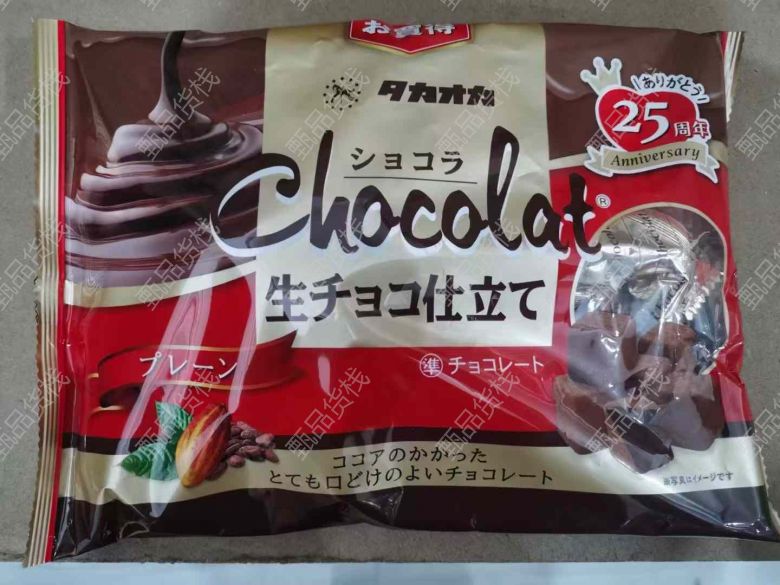 お買得
タカオカ
ショコラ
Chocolat®
生チョコ仕立て
ありがとう
25周年
Anniversary
プレーン
準 チョコレート
ココアのかかった
とても口どけのよいチョコレート
※写真はイメージです
甄品货栈